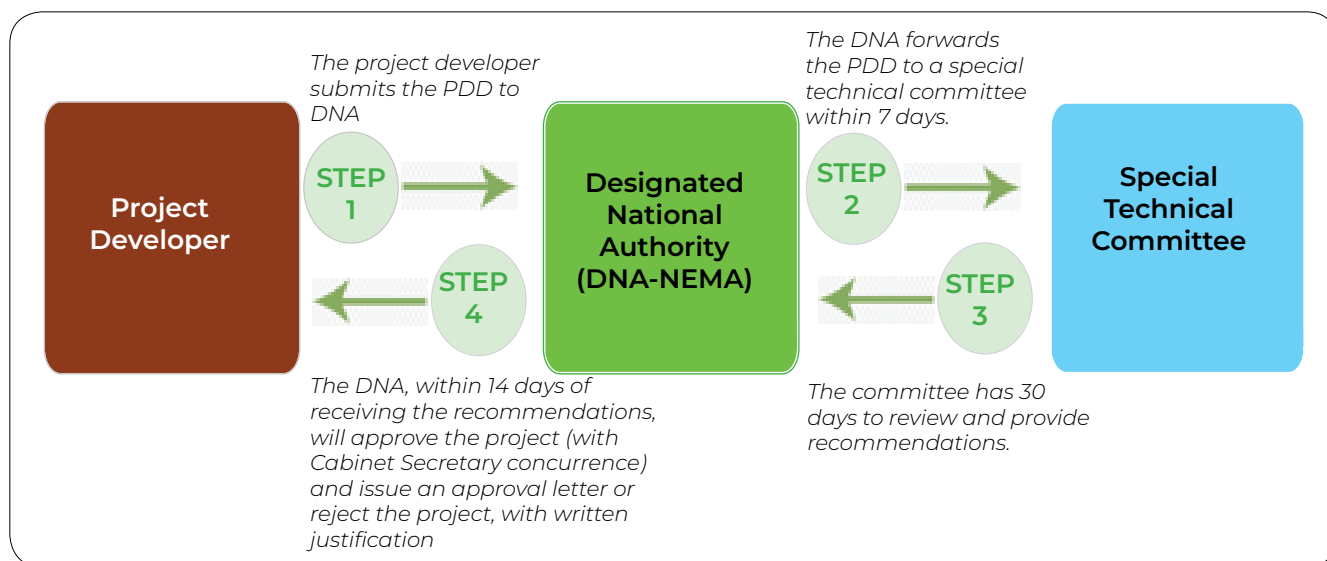 The project developer
submits the PDD to
DNA
The DNA forwards
the PDD to a special
technical committee
within 7 days.
Project
Developer
STEP
1
Designated
National
Authority
(DNA-NEMA)
STEP
2
Special
Technical
Committee
STEP
4
STEP
3
The DNA, within 14 days of
receiving the recommendations,
will approve the project (with
Cabinet Secretary concurrence)
and issue an approval letter or
reject the project, with written
justification
The committee has 30
days to review and provide
recommendations.